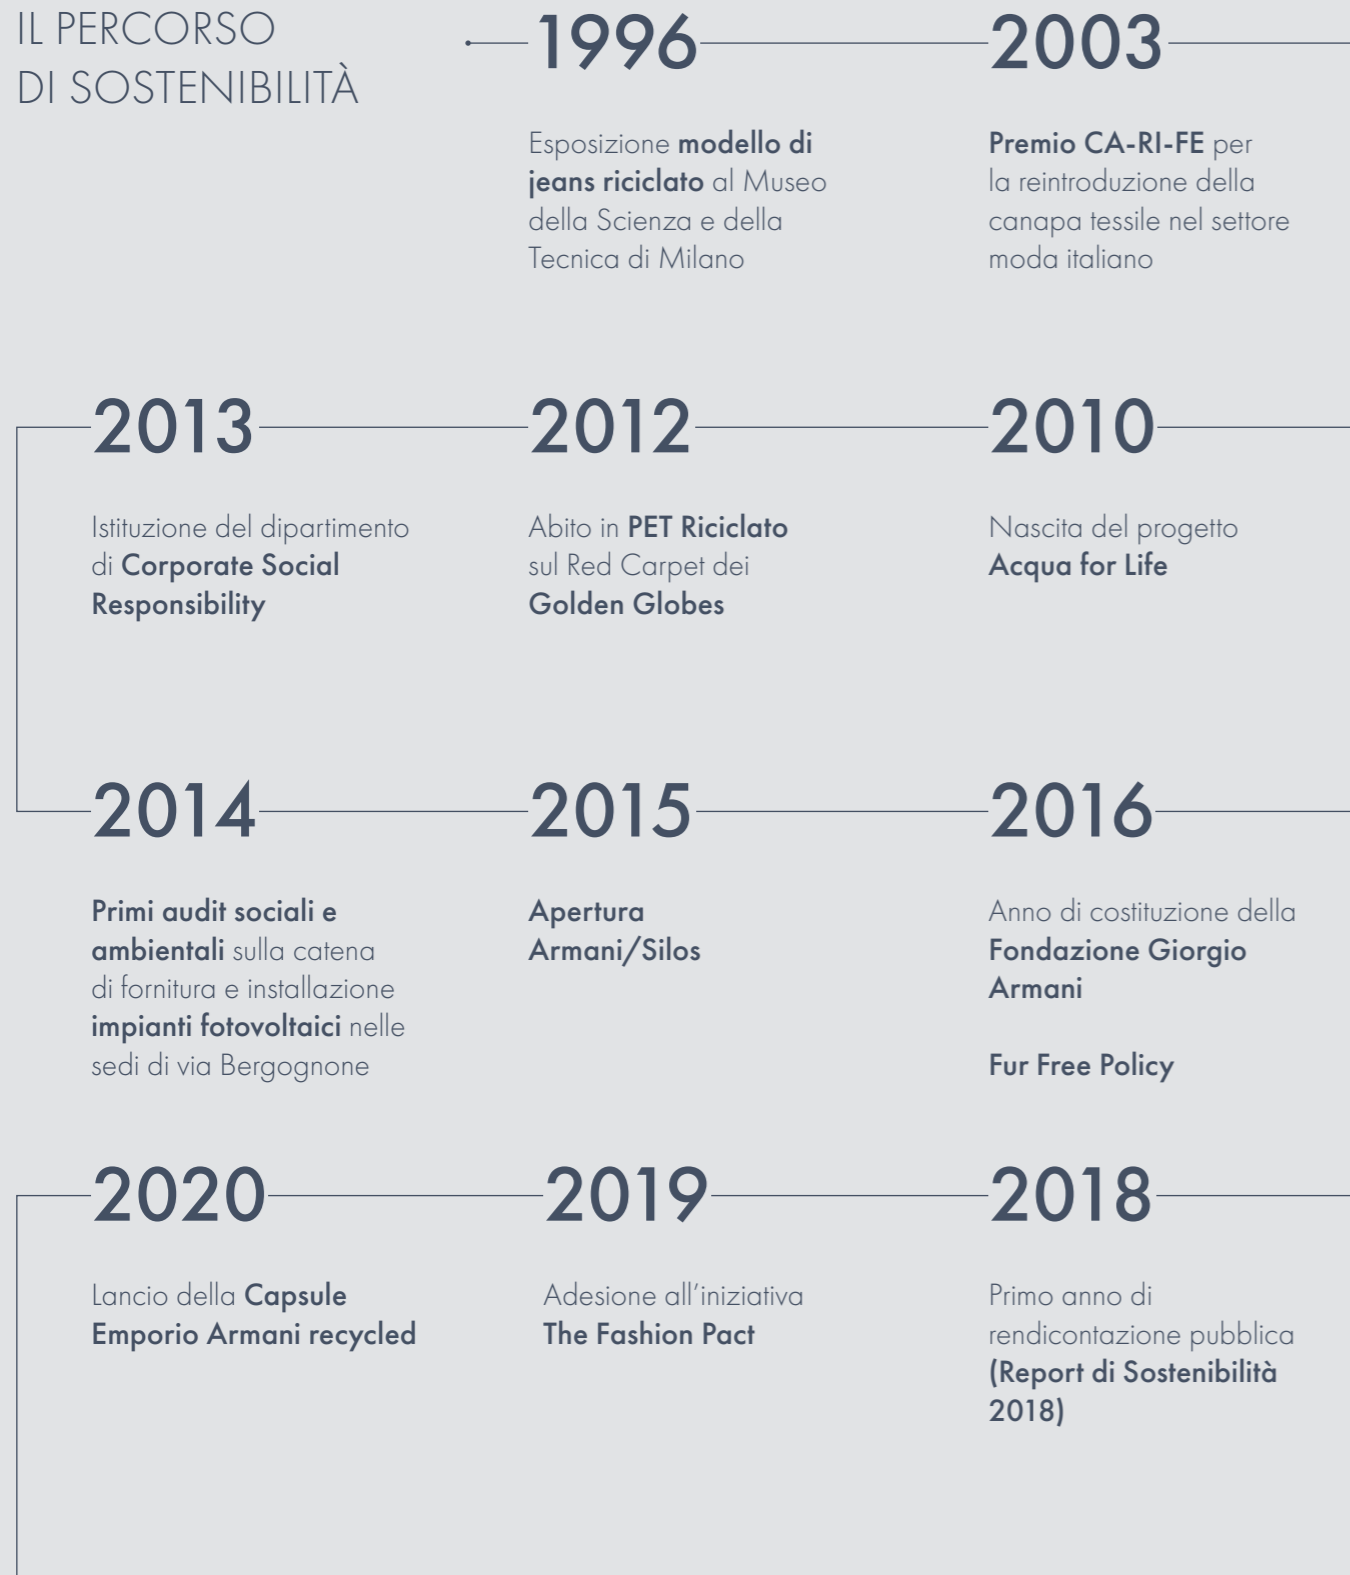 IL PERCORSO
DI SOSTENIBILITÀ
1996
Esposizione modello di
jeans riciclato al Museo
della Scienza e della
Tecnica di Milano
2003
Premio CA-RI-FE per
la reintroduzione della
canapa tessile nel settore
moda italiano
2013
Istituzione del dipartimento
di Corporate Social
Responsibility
2012
Abito in PET Riciclato
sul Red Carpet dei
Golden Globes
2010
Nascita del progetto
Acqua for Life
2014
Primi audit sociali e
ambientali sulla catena
di fornitura e installazione
impianti fotovoltaici nelle
sedi di via Bergognone
2015
Apertura
Armani/Silos
2016
Anno di costituzione della
Fondazione Giorgio
Armani
Fur Free Policy
2020
Lancio della Capsule
Emporio Armani recycled
2019
Adesione all’iniziativa
The Fashion Pact
2018
Primo anno di
rendicontazione pubblica
(Report di Sostenibilità
2018)